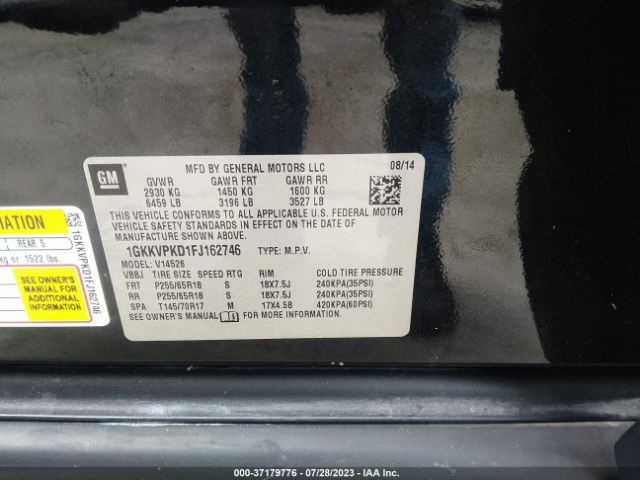 GM
MFD BY GENERAL MOTORS LLC 08/14
GVWR GAWR FRT GAWR RR
2930 KG 1450 KG 1600 KG
6459 LB 3196 LB 3527 LB
THIS VEHICLE CONFORMS TO ALL APPLICABLE U.S. FEDERAL MOTOR
VEHICLE SAFETY STANDARDS IN EFFECT ON THE DATE OF
MANUFACTURE SHOWN ABOVE.
1GKKVPKD1FJ162746 TYPE: M.P.V.
MODEL: V14526
VBBJ TIRE SIZE SPEED RTG RIM COLD TIRE PRESSURE
FRT P255/65R18 S 18X7.5J 240KPA(35PSI)
RR P255/65R18 S 18X7.5J 240KPA(35PSI)
SPA T145/70R17 M 17X4.5B 420KPA(60PSI)
SEE OWNER'S MANUAL FOR MORE INFORMATION.
MATION
REAR 5
kg or 1522 lbs.
SEE OWNER'S
MANUAL FOR
ADDITIONAL
INFORMATION
1GKKVPKD1FJ162746
000-37179776 / 07/28/2023 / IAA Inc.